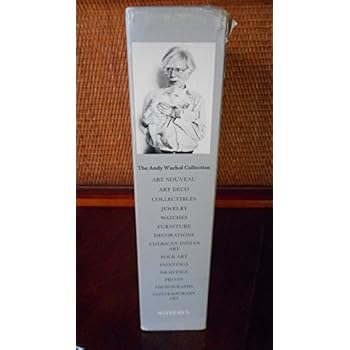 The Andy Warhol Collection
ART NOUVEAU
ART DECO
COLLECTIBLES
JEWELRY
WATCHES
FURNITURE
DECORATIONS
AMERICAN INDIAN
ART
FOLK ART
PAINTINGS
DRAWINGS
PRINTS
PHOTOGRAPHS
CONTEMPORARY
ART
SOTHEBY'S